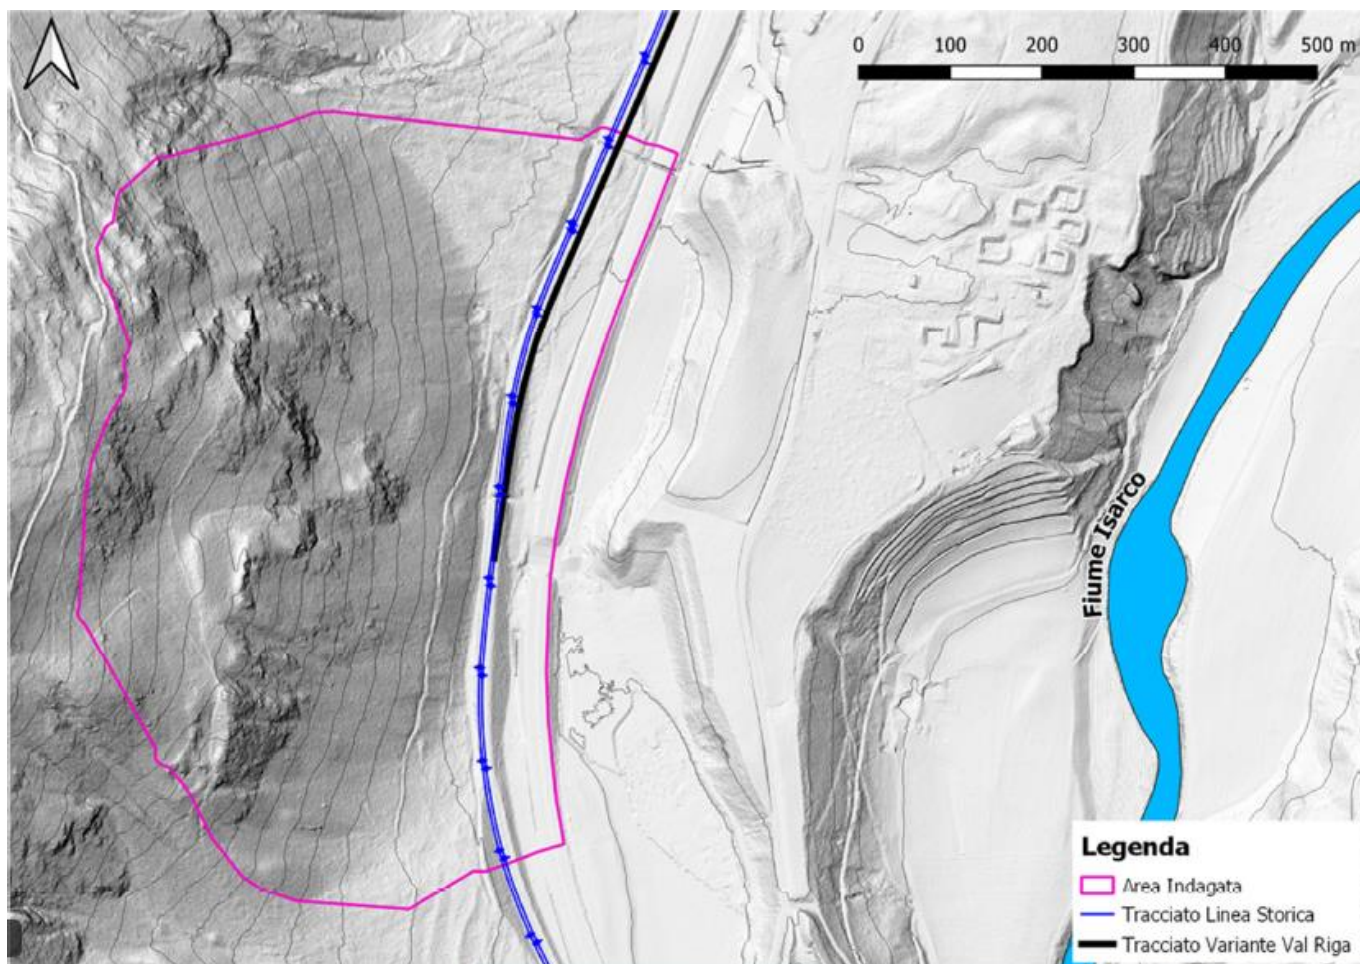 0 100 200 300 400 500 m
Fiume Isarco
Legenda
Area Indagata
Tracciato Linea Storica
Tracciato Variante Val Riga